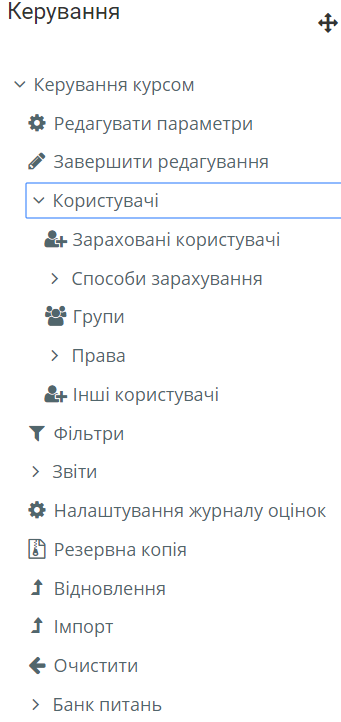 Керування
Керування курсом
Редагувати параметри
Завершити редагування
Користувачі
Зараховані користувачі
Способи зарахування
Групи
Права
Інші користувачі
Фільтри
Звіти
Налаштування журналу оцінок
Резервна копія
Відновлення
Імпорт
Очистити
Банк питань